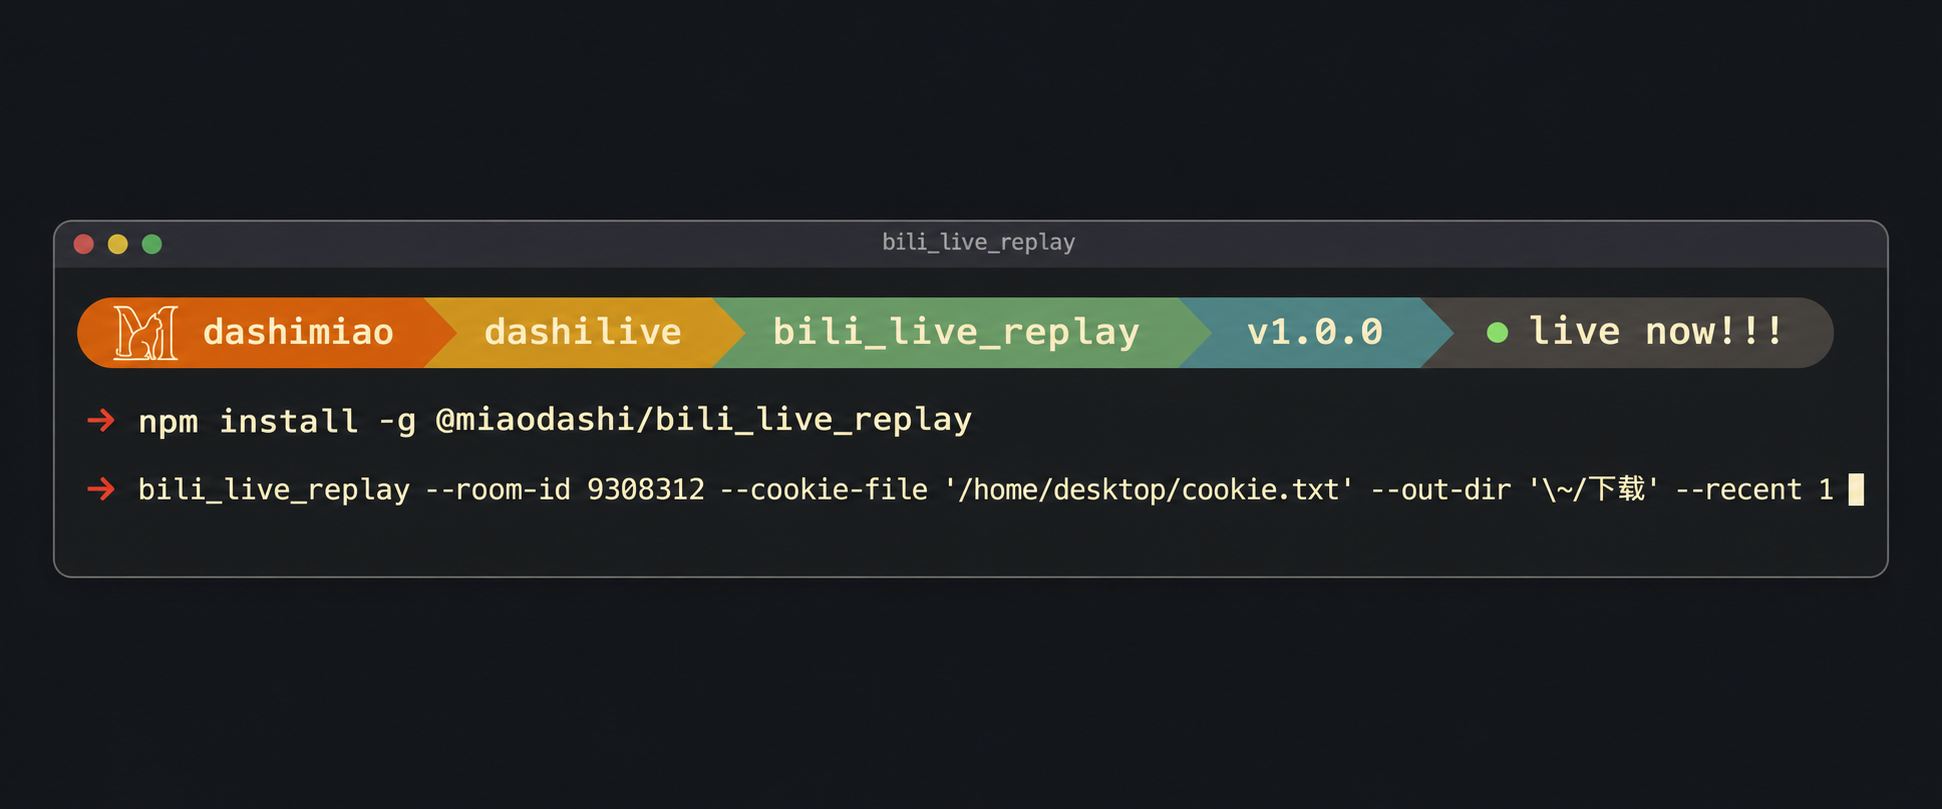 bili_live_replay
dashimiao dashilive bili_live_replay v1.0.0 ● live now!!!
→ npm install -g @miaodashi/bili_live_replay
→ bili_live_replay --room-id 9308312 --cookie-file '/home/desktop/cookie.txt' --out-dir '\~/下载' --recent 1